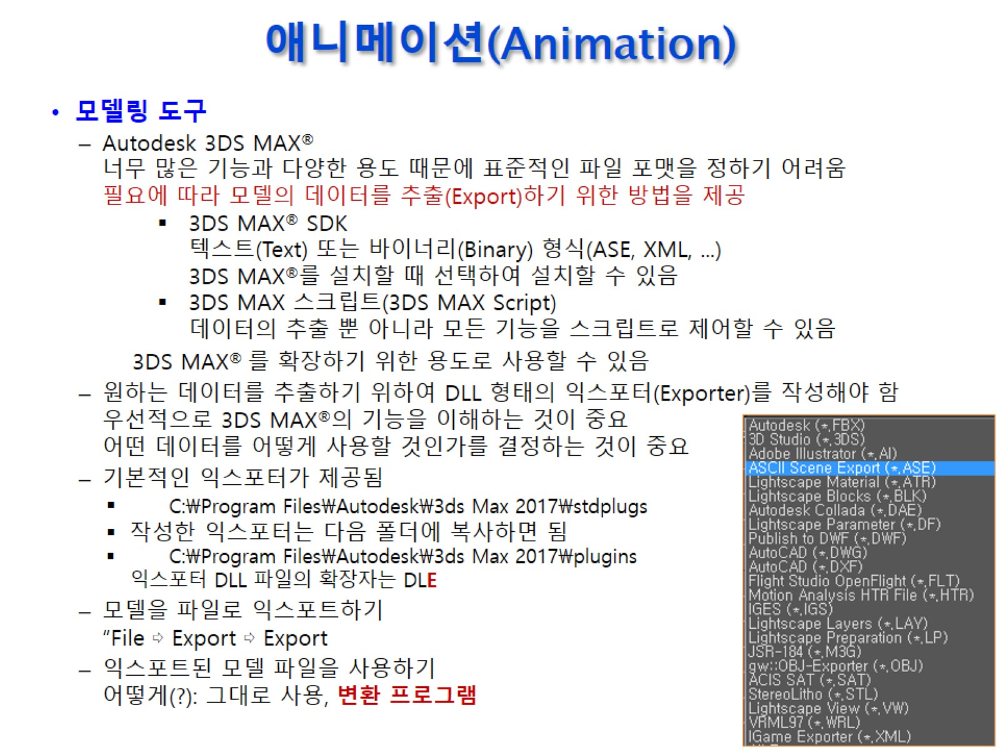 애니메이션(Animation)
• 모델링 도구
– Autodesk 3DS MAX®
너무 많은 기능과 다양한 용도 때문에 표준적인 파일 포맷을 정하기 어려움
필요에 따라 모델의 데이터를 추출(Export)하기 위한 방법을 제공
▪ 3DS MAX® SDK
텍스트(Text) 또는 바이너리(Binary) 형식(ASE, XML, ...)
3DS MAX®를 설치할 때 선택하여 설치할 수 있음
▪ 3DS MAX 스크립트(3DS MAX Script)
데이터의 추출 뿐 아니라 모든 기능을 스크립트로 제어할 수 있음
3DS MAX® 를 확장하기 위한 용도로 사용할 수 있음
– 원하는 데이터를 추출하기 위하여 DLL 형태의 익스포터(Exporter)를 작성해야 함
우선적으로 3DS MAX®의 기능을 이해하는 것이 중요
어떤 데이터를 어떻게 사용할 것인가를 결정하는 것이 중요
– 기본적인 익스포터가 제공됨
▪ C:₩Program Files₩Autodesk₩3ds Max 2017₩stdplugs
▪ 작성한 익스포터는 다음 폴더에 복사하면 됨
▪ C:₩Program Files₩Autodesk₩3ds Max 2017₩plugins
익스포터 DLL 파일의 확장자는 DLE
– 모델을 파일로 익스포트하기
“File ⇨ Export ⇨ Export
– 익스포트된 모델 파일을 사용하기
어떻게(?): 그대로 사용, 변환 프로그램
Autodesk (*.FBX)
3D Studio (*.3DS)
Adobe Illustrator (*.AI)
ASCII Scene Export (*.ASE)
Lightscape Material (*.ATR)
Lightscape Blocks (*.BLK)
Autodesk Collada (*.DAE)
Lightscape Parameter (*.DF)
Publish to DWF (*.DWF)
AutoCAD (*.DWG)
AutoCAD (*.DXF)
Flight Studio OpenFlight (*.FLT)
Motion Analysis HTR File (*.HTR)
IGES (*.IGS)
Lightscape Layers (*.LAY)
Lightscape Preparation (*.LP)
JSR-184 (*.M3G)
gw::OBJ-Exporter (*.OBJ)
ACIS SAT (*.SAT)
StereoLitho (*.STL)
Lightscape View (*.VW)
VRML97 (*.WRL)
IGame Exporter (*.XML)